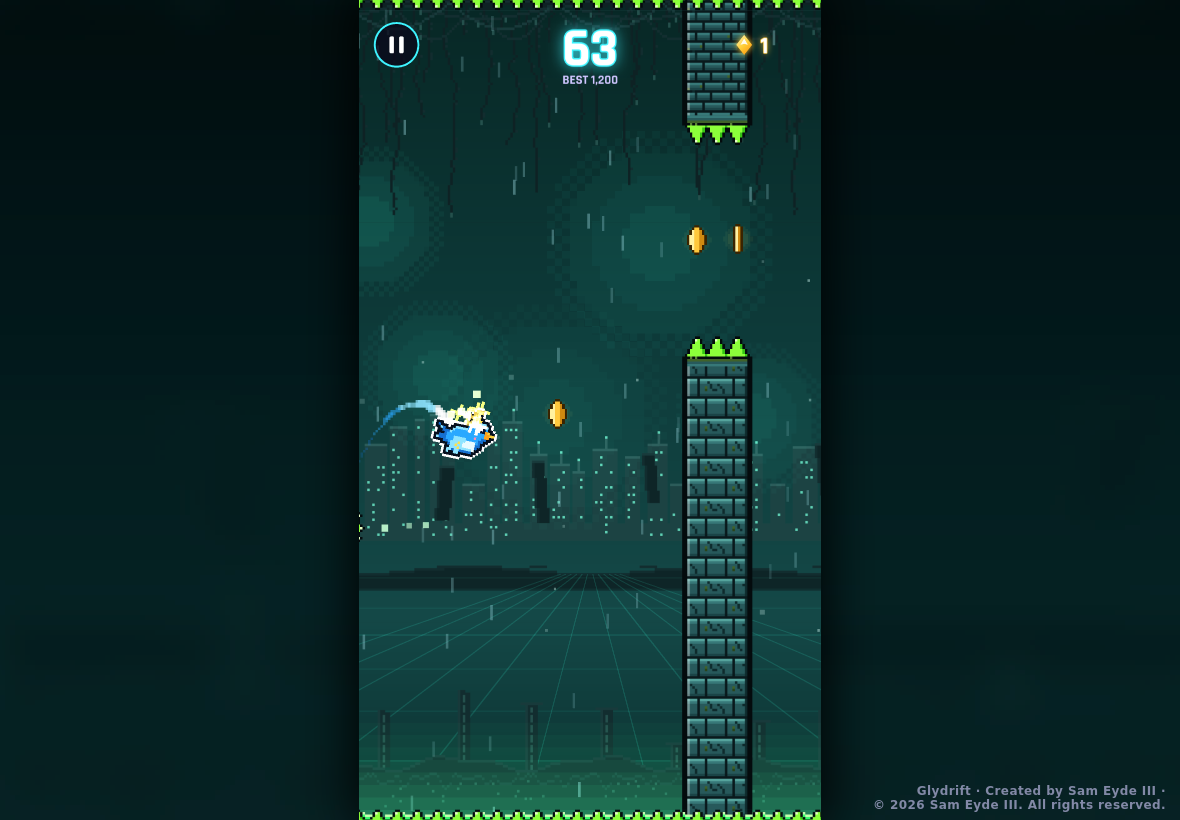 63
1
BEST 1,200
Glydrift · Created by Sam Eyde III ·
© 2026 Sam Eyde III. All rights reserved.